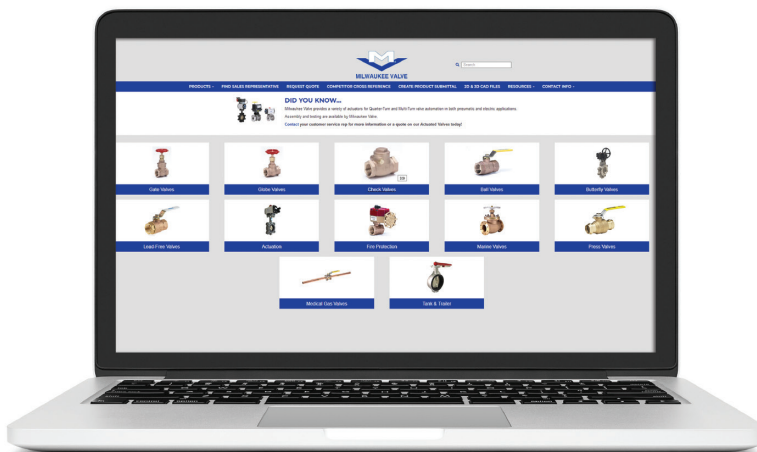 MILWAUKEE VALVE
Search
PRODUCTS
FIND SALES REPRESENTATIVE
REQUEST QUOTE
COMPETITOR CROSS REFERENCE
CREATE PRODUCT SUBMITTAL
2D & 3D CAD FILES
RESOURCES
CONTACT INFO
DID YOU KNOW...
Milwaukee Valve provides a variety of actuators for Quarter-Turn and Multi-Turn valve automation in both pneumatic and electric applications.
Assembly and testing are available by Milwaukee Valve.
Contact your customer service rep for more information or a quote on our Actuated Valves today!
Gate Valves
Globe Valves
Check Valves
Ball Valves
Butterfly Valves
Lead Free Valves
Actuation
Fire Protection
Marine Valves
Press Valves
Medical Gas Valves
Tank & Trailer